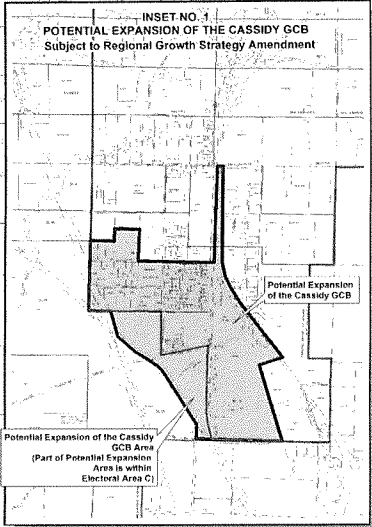 INSET NO. 1
POTENTIAL EXPANSION OF THE CASSIDY GCB
Subject to Regional Growth Strategy Amendment
Potential Expansion
of the Cassidy GCB
Potential Expansion of the Cassidy
GCB Area
(Part of Potential Expansion
Area is within
Electoral Area C)